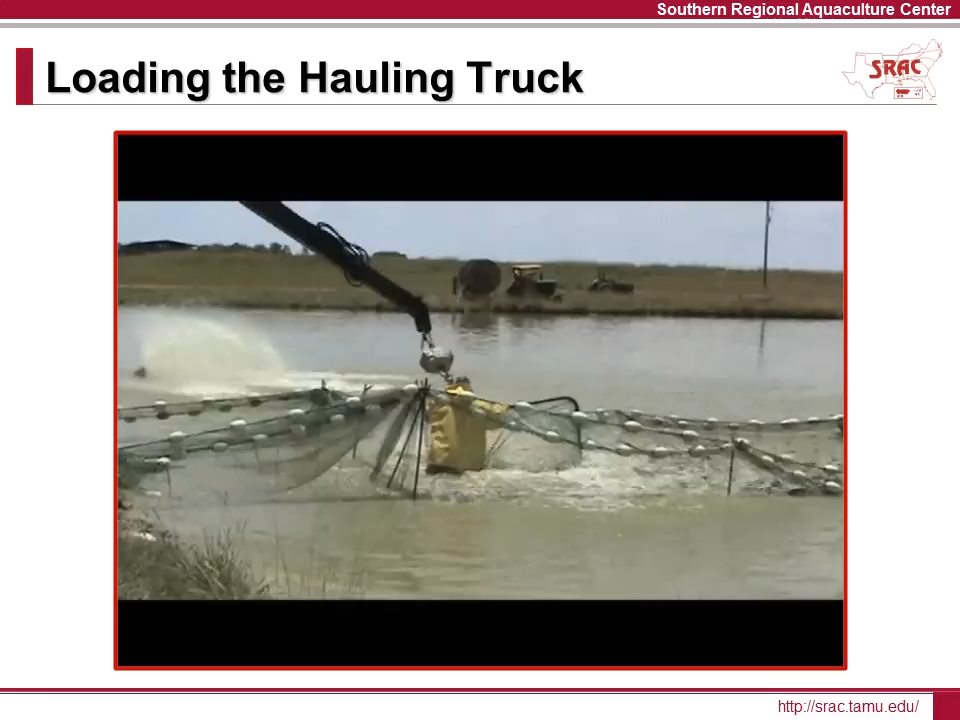 Southern Regional Aquaculture Center
Loading the Hauling Truck
SRAC
http://srac.tamu.edu/